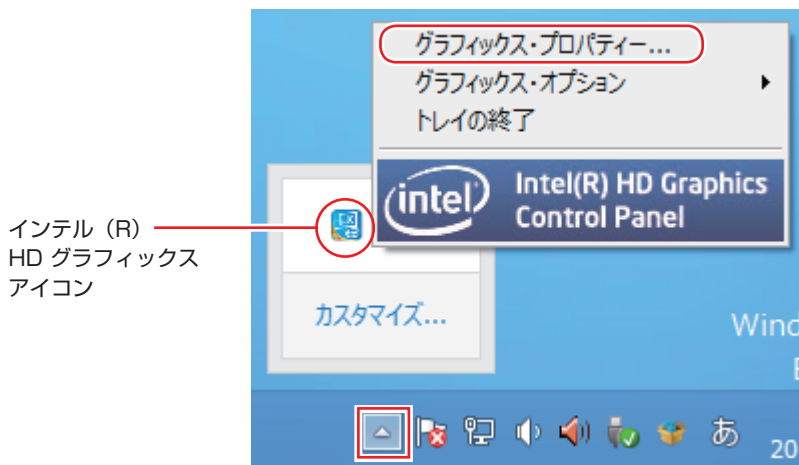 グラフィックス・プロパティー...
グラフィックス・オプション
トレイの終了
intel
Intel(R) HD Graphics
Control Panel
インテル（R）
HD グラフィックス
アイコン
カスタマイズ...
Wind
あ
20